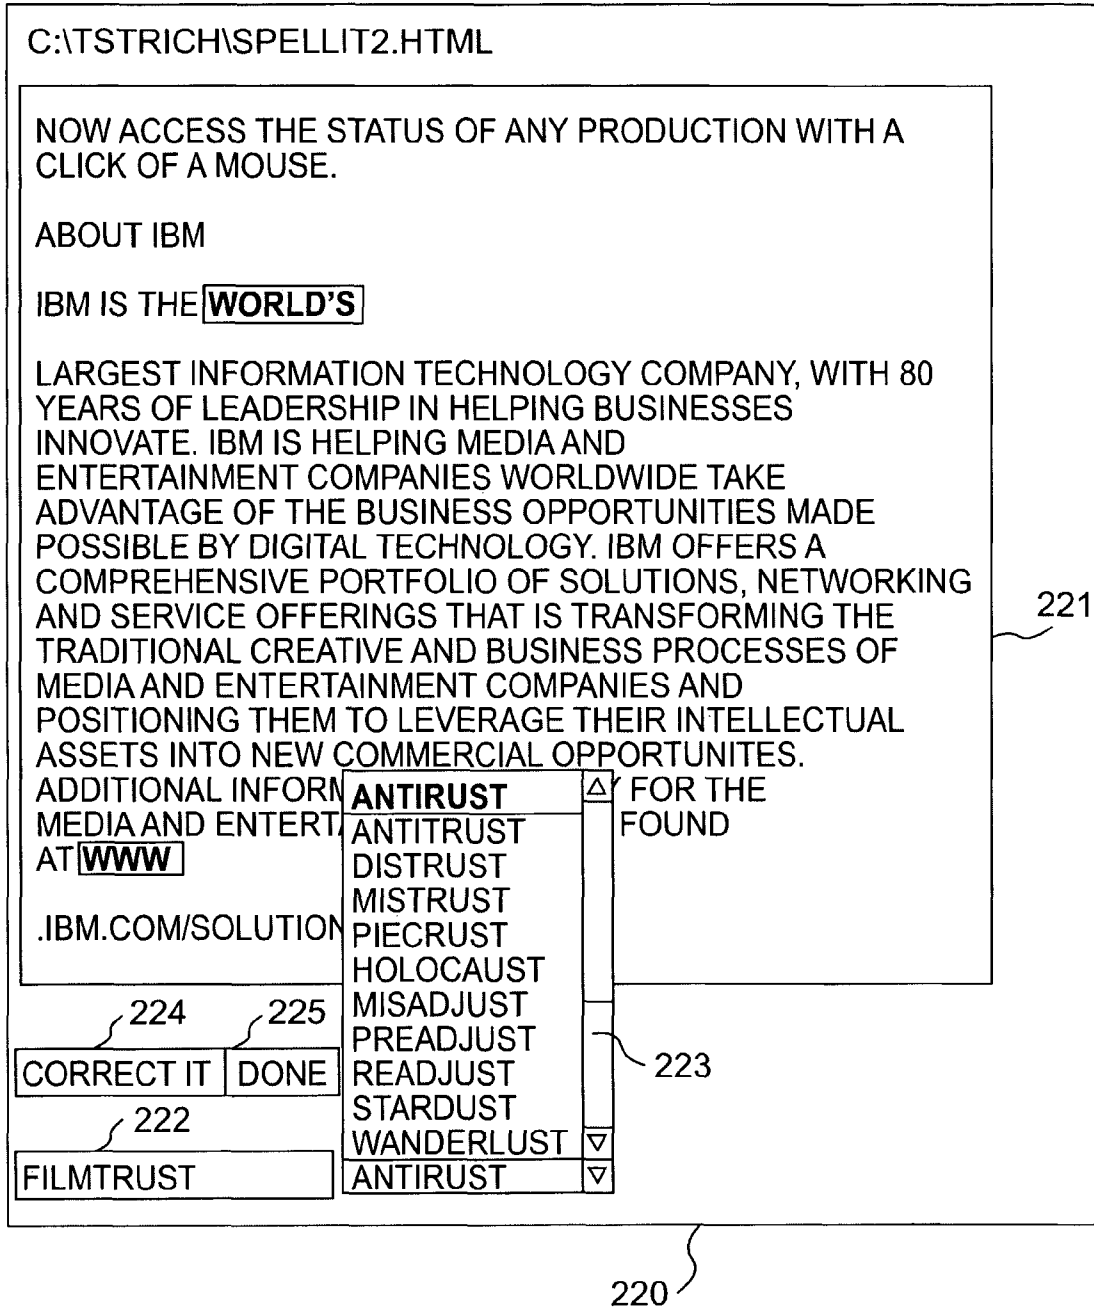 C:\TSTRICH\SPELLIT2.HTML
NOW ACCESS THE STATUS OF ANY PRODUCTION WITH A
CLICK OF A MOUSE.
ABOUT IBM
IBM IS THE WORLD'S
LARGEST INFORMATION TECHNOLOGY COMPANY, WITH 80
YEARS OF LEADERSHIP IN HELPING BUSINESSES
INNOVATE. IBM IS HELPING MEDIA AND
ENTERTAINMENT COMPANIES WORLDWIDE TAKE
ADVANTAGE OF THE BUSINESS OPPORTUNITIES MADE
POSSIBLE BY DIGITAL TECHNOLOGY. IBM OFFERS A
COMPREHENSIVE PORTFOLIO OF SOLUTIONS, NETWORKING
AND SERVICE OFFERINGS THAT IS TRANSFORMING THE
TRADITIONAL CREATIVE AND BUSINESS PROCESSES OF
MEDIA AND ENTERTAINMENT COMPANIES AND
POSITIONING THEM TO LEVERAGE THEIR INTELLECTUAL
ASSETS INTO NEW COMMERCIAL OPPORTUNITES.
ADDITIONAL INFORM Y FOR THE
MEDIA AND ENTERTA FOUND
AT WWW
.IBM.COM/SOLUTION
ANTIRUST
ANTITRUST
DISTRUST
MISTRUST
PIECRUST
HOLOCAUST
MISADJUST
PREADJUST
READJUST
STARDUST
WANDERLUST
ANTIRUST
221
224
225
223
CORRECT IT DONE
222
FILMTRUST
220